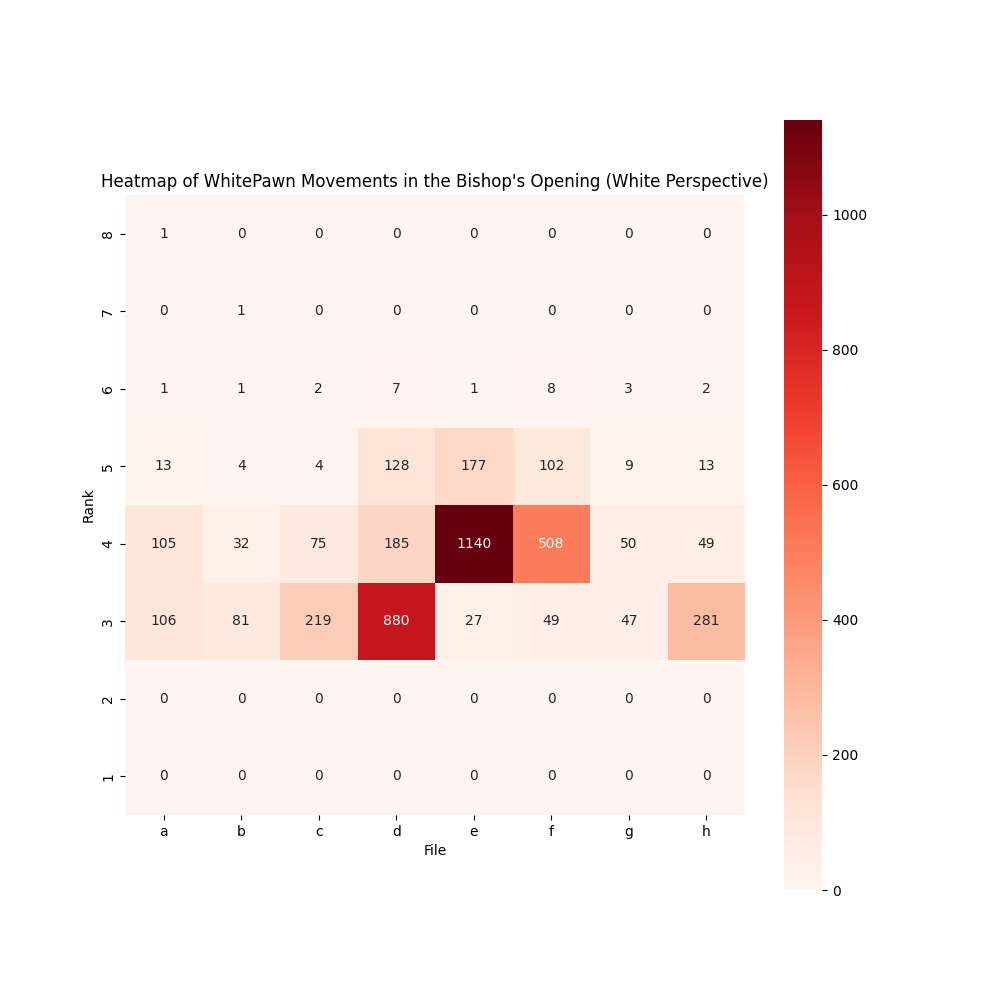 Heatmap of WhitePawn Movements in the Bishop's Opening (White Perspective)
8 1 0 0 0 0 0 0 0
7 0 1 0 0 0 0 0 0
6 1 1 2 7 1 8 3 2
5 13 4 4 128 177 102 9 13
4 105 32 75 185 1140 508 50 49
3 106 81 219 880 27 49 47 281
2 0 0 0 0 0 0 0 0
1 0 0 0 0 0 0 0 0
a b c d e f g h
File
Rank
1000
800
600
400
200
0